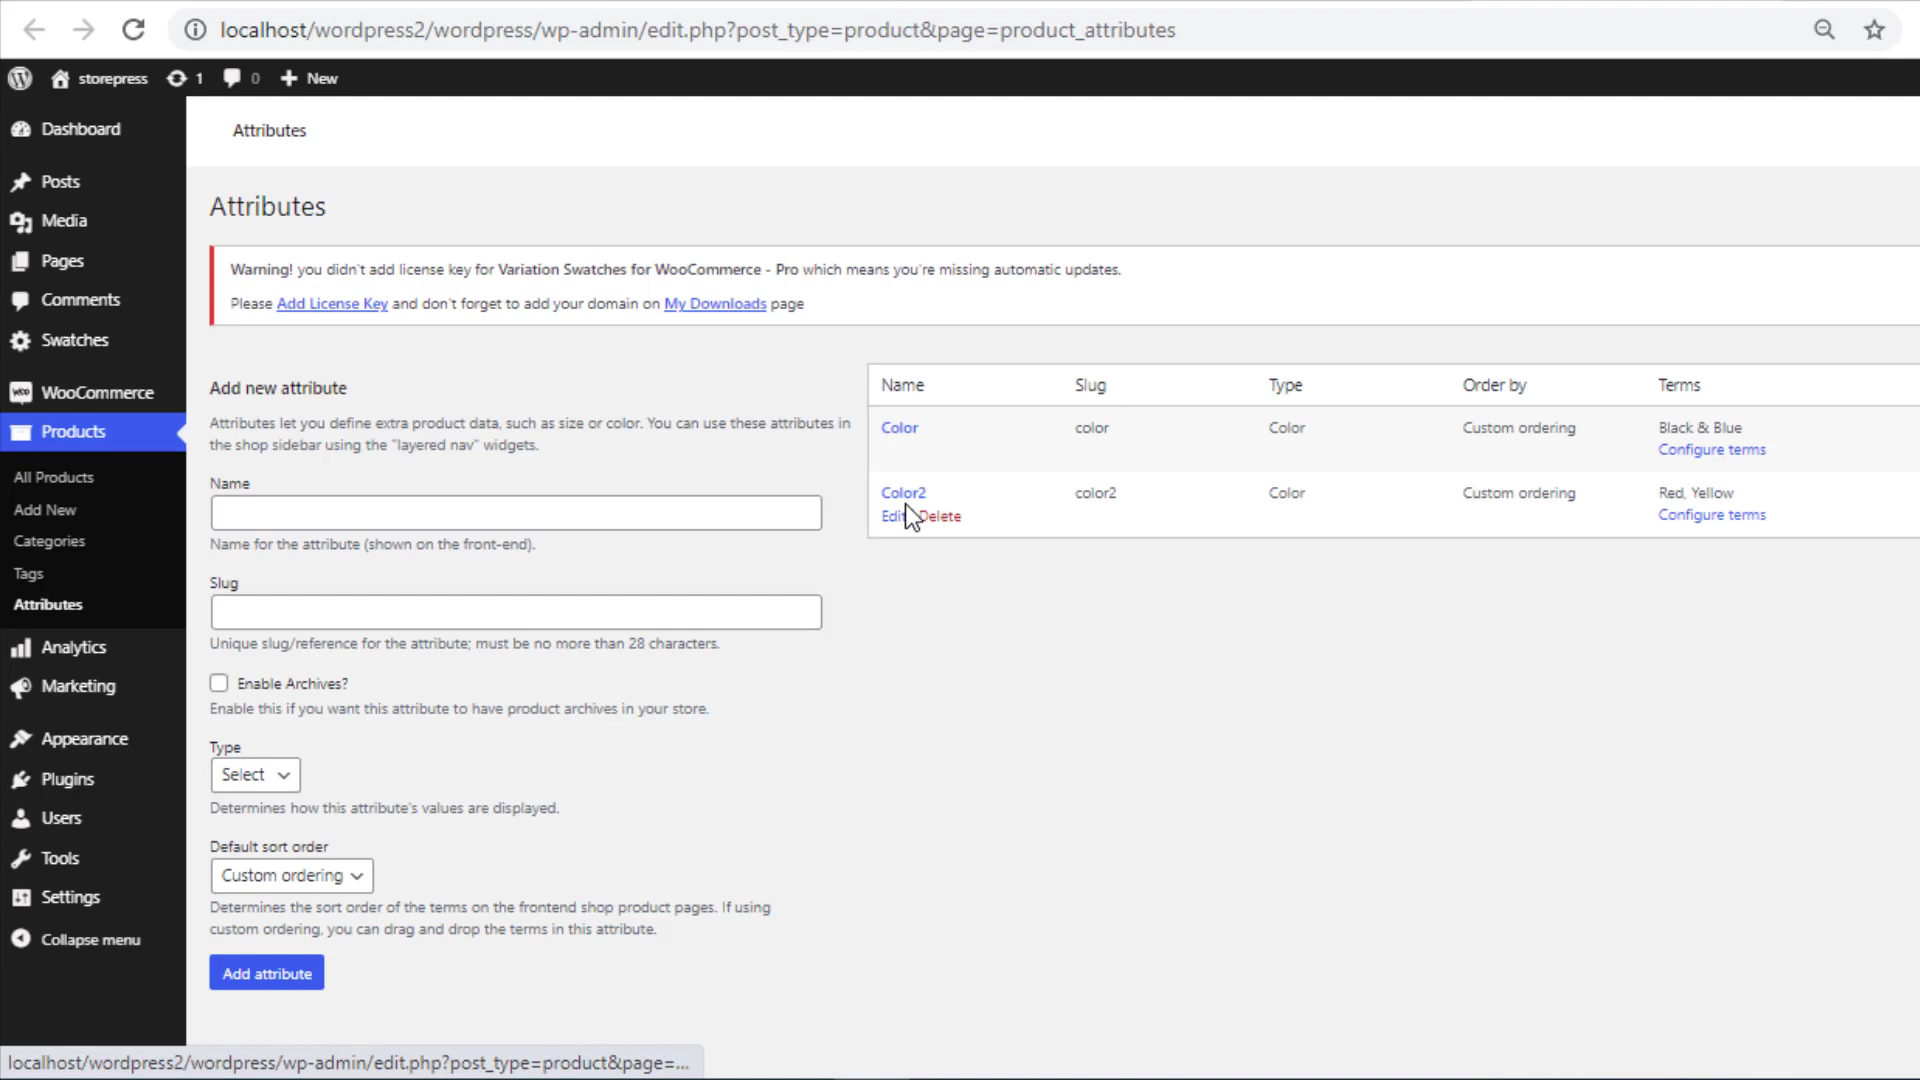 localhost/wordpress2/wordpress/wp-admin/edit.php?post_type=product&page=product_attributes
storepress 1 0 New
Dashboard
Posts
Media
Pages
Comments
Swatches
WooCommerce
Products
All Products
Add New
Categories
Tags
Attributes
Analytics
Marketing
Appearance
Plugins
Users
Tools
Settings
Collapse menu
Attributes
Attributes
Warning! you didn't add license key for Variation Swatches for WooCommerce - Pro which means you're missing automatic updates.
Please Add License Key and don't forget to add your domain on My Downloads page
Add new attribute
Attributes let you define extra product data, such as size or color. You can use these attributes in
the shop sidebar using the "layered nav" widgets.
Name
Name for the attribute (shown on the front-end).
Slug
Unique slug/reference for the attribute; must be no more than 28 characters.
Enable Archives?
Enable this if you want this attribute to have product archives in your store.
Type
Select
Determines how this attribute's values are displayed.
Default sort order
Custom ordering
Determines the sort order of the terms on the frontend shop product pages. If using
custom ordering, you can drag and drop the terms in this attribute.
Add attribute
Name Slug Type Order by Terms
Color color Color Custom ordering Black & Blue
Configure terms
Color2 color2 Color Custom ordering Red, Yellow
Edit Delete Configure terms
localhost/wordpress2/wordpress/wp-admin/edit.php?post_type=product&page=...